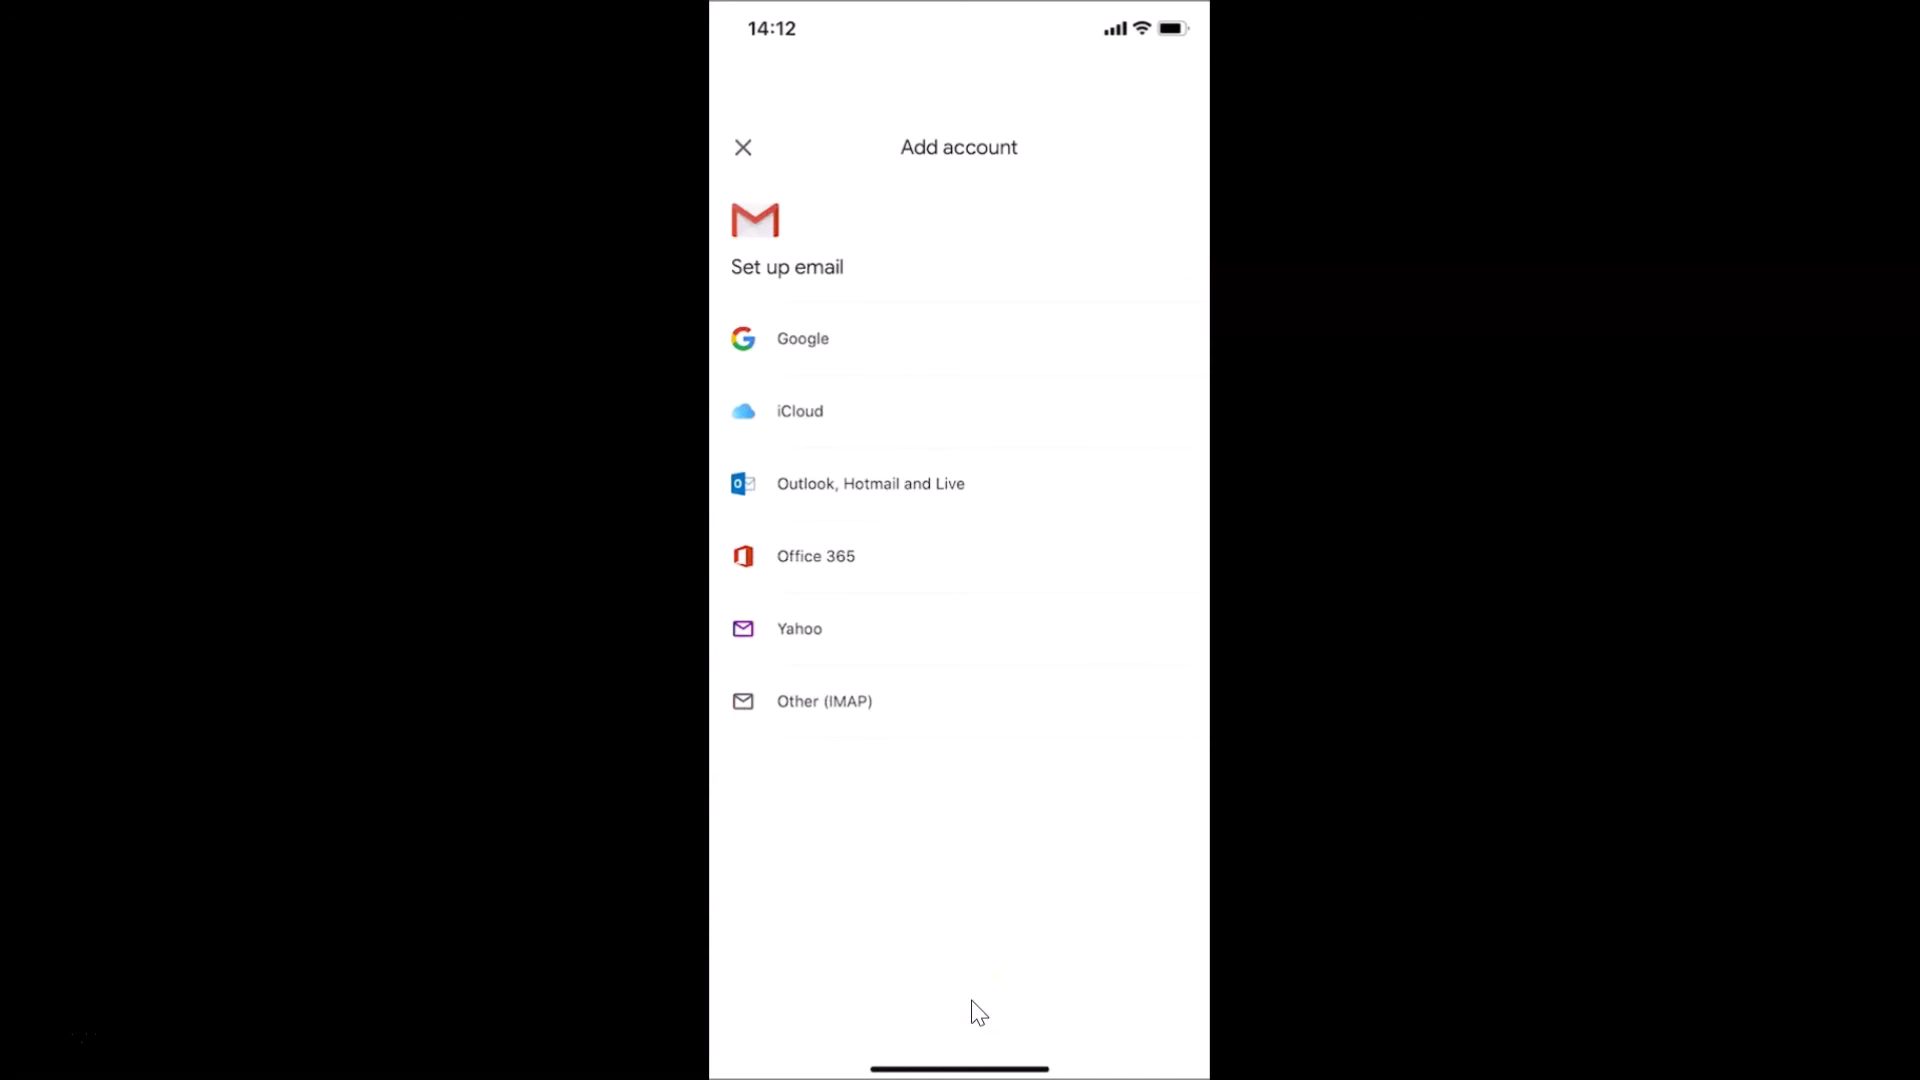 14:12
Add account
Set up email
Google
iCloud
Outlook, Hotmail and Live
Office 365
Yahoo
Other (IMAP)